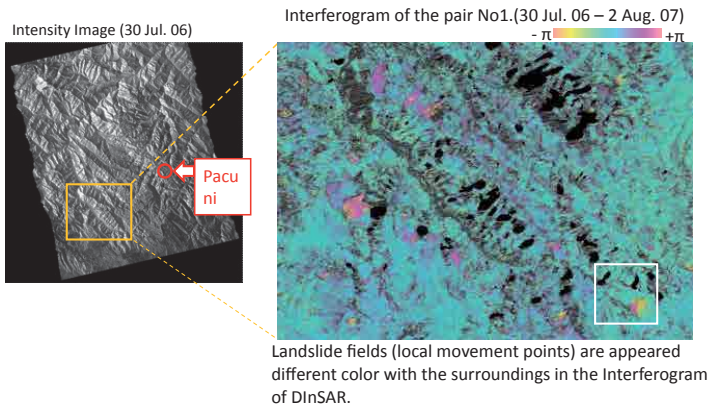 Interferogram of the pair No1.(30 Jul. 06 – 2 Aug. 07)
Intensity Image (30 Jul. 06)
- π +π
Pacu
ni
Landslide fields (local movement points) are appeared
different color with the surroundings in the Interferogram
of DInSAR.